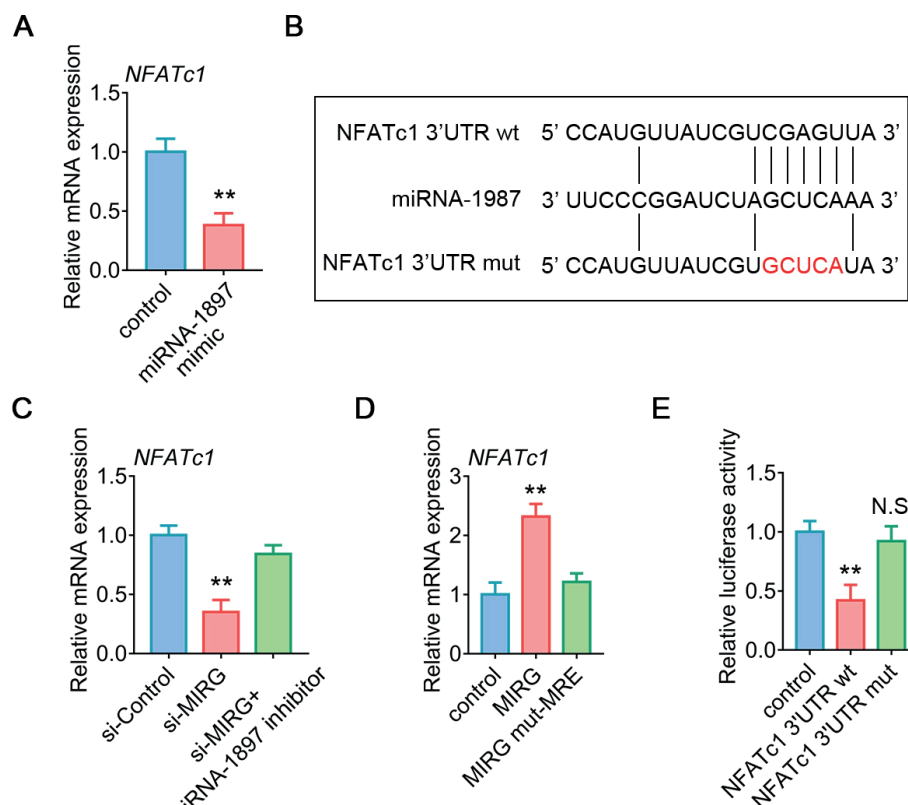 A
NFATc1
Relative mRNA expression
1.5
1.0
0.5
0.0
**
control
miRNA-1897
mimic
B
NFATc1 3'UTR wt 5' CCAUGUUAUCGUCGAGUUA 3'
miRNA-1987 3' UUCCCGGAUCUAGCUCAAA 3'
NFATc1 3'UTR mut 5' CCAUGUUAUCGUGCUCAUA 3'
C
NFATc1
Relative mRNA expression
1.5
1.0
0.5
0.0
**
si-Control
si-MIRG
si-MIRG+
iRNA-1897 inhibitor
D
NFATc1
Relative mRNA expression
3
2
1
0
**
control
MIRG
MIRG mut-MRE
E
Relative luciferase activity
1.5
1.0
0.5
0.0
**
N.S
control
NFATc1 3'UTR wt
NFATc1 3'UTR mut